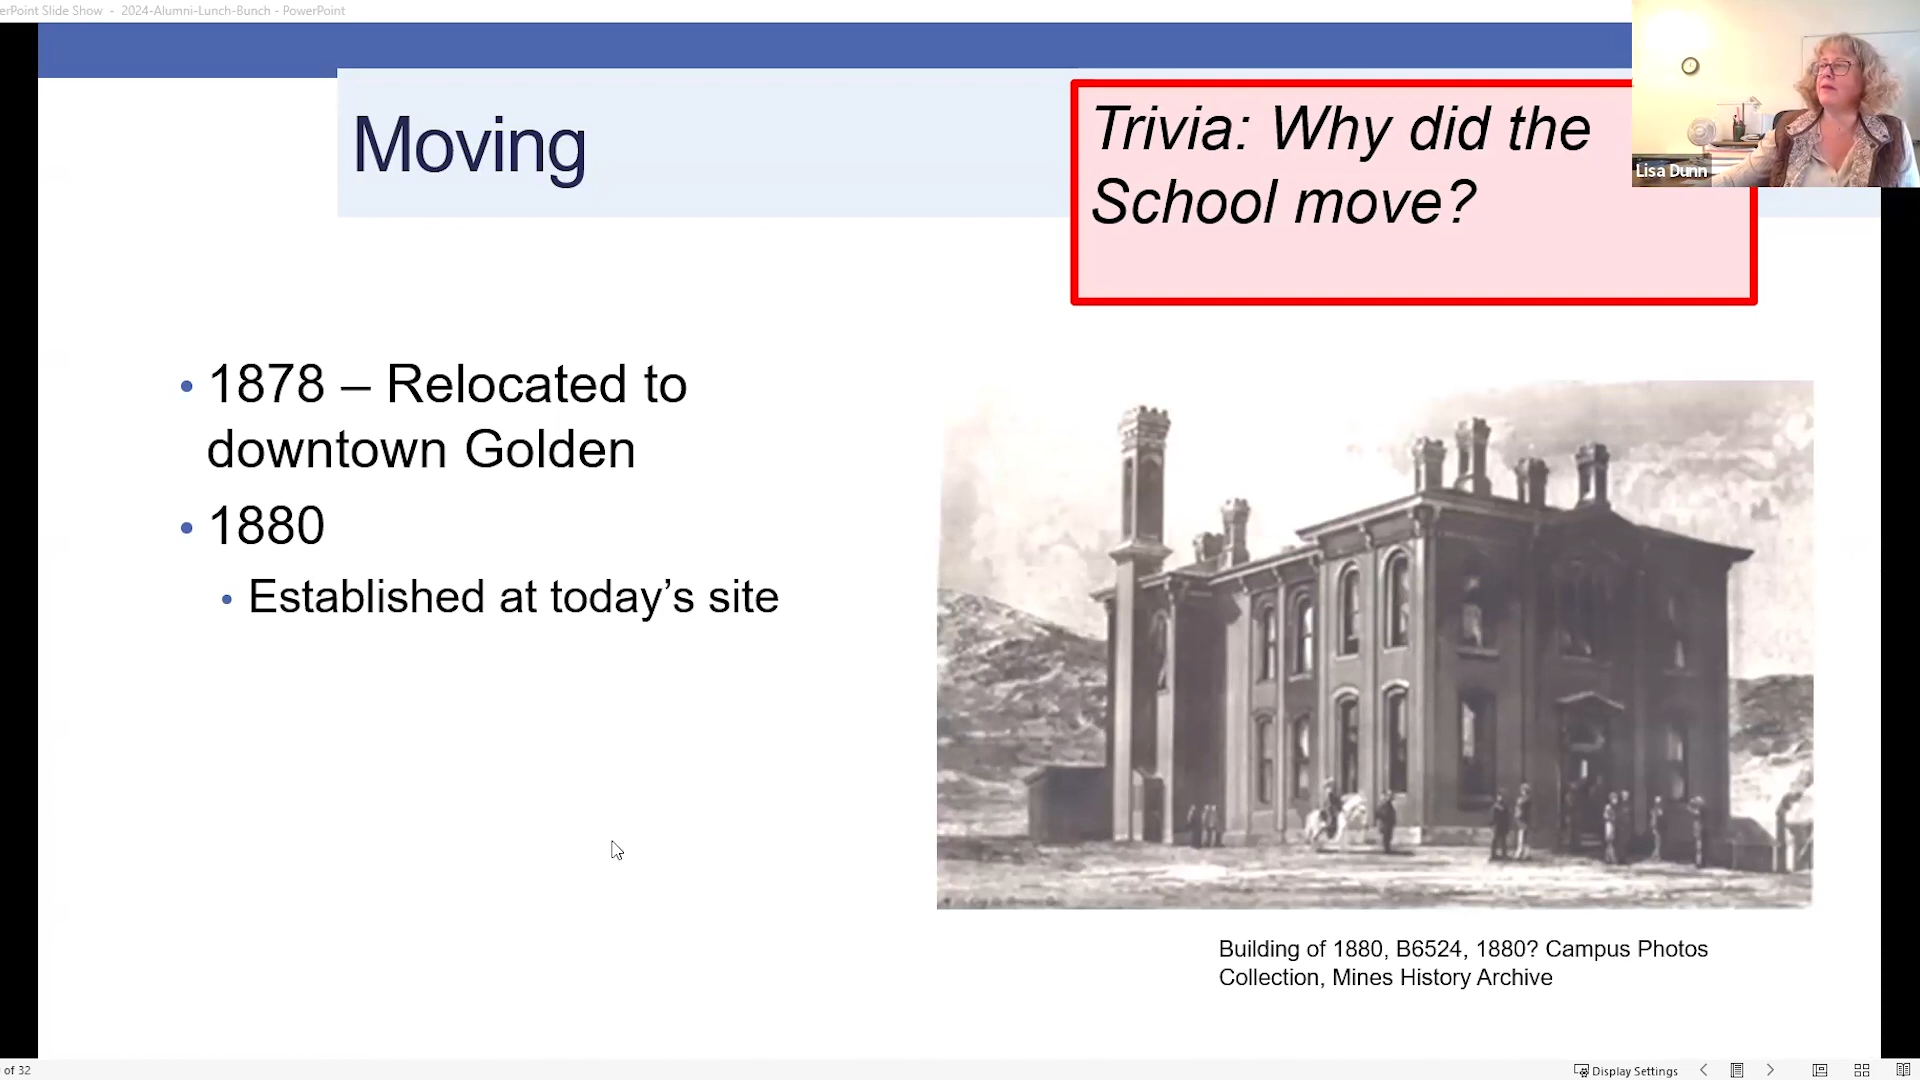 erPoint Slide Show - 2024-Alumni-Lunch-Bunch - PowerPoint
Moving
Trivia: Why did the
School move?
Lisa Dunn
• 1878 – Relocated to
downtown Golden
• 1880
• Established at today's site
Building of 1880, B6524, 1880? Campus Photos
Collection, Mines History Archive
of 32
Display Settings